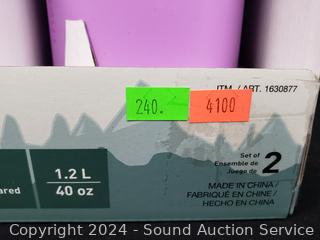 ITM. / ART. 1630877
240.
4100
1.2 L
40 oz
Set of
Ensemble de
Juego de
2
MADE IN CHINA /
FABRIQUÉ EN CHINE /
HECHO EN CHINA
Copyright 2024 - Sound Auction Service